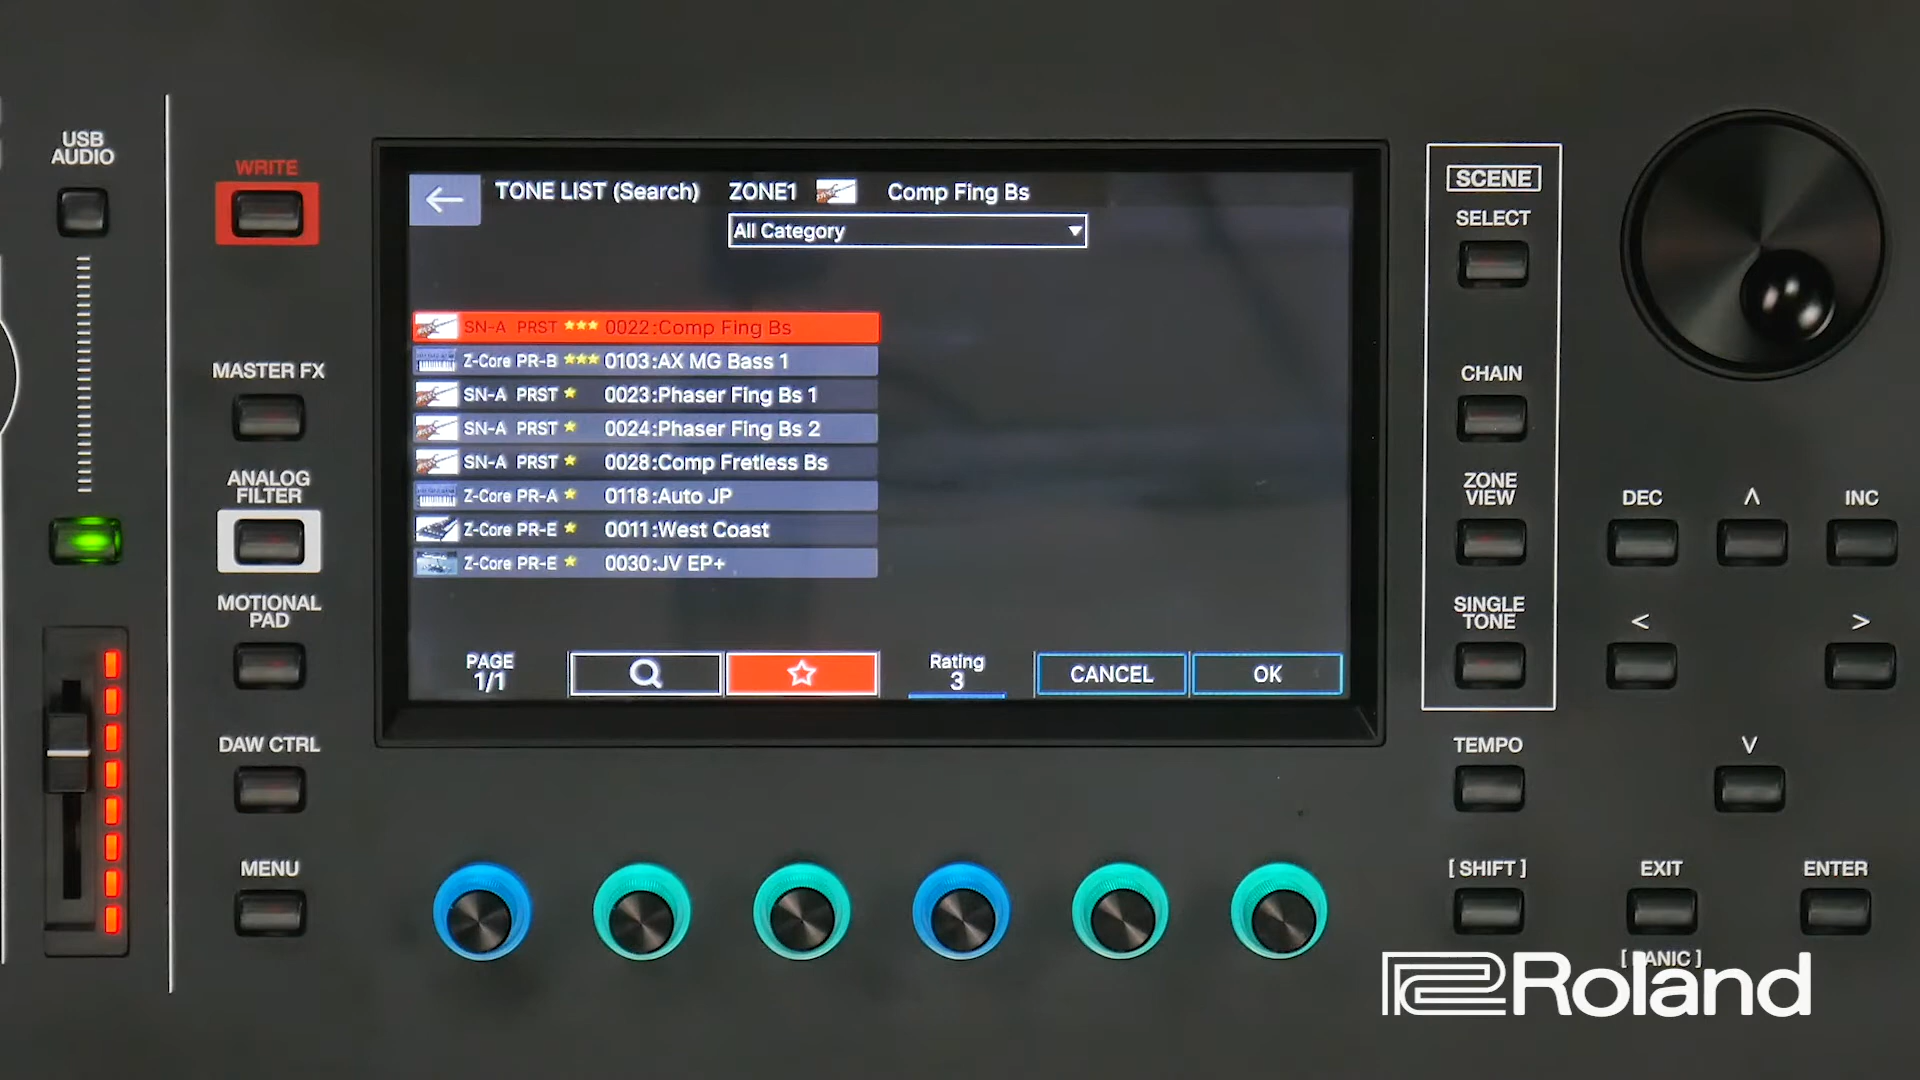 USB
AUDIO
WRITE
MASTER FX
ANALOG
FILTER
MOTIONAL
PAD
DAW CTRL
MENU
TONE LIST (Search) ZONE1 Comp Fing Bs
All Category
SN-A PRST ★★★ 0022:Comp Fing Bs
Z-Core PR-B ★★★ 0103:AX MG Bass 1
SN-A PRST ★ 0023:Phaser Fing Bs 1
SN-A PRST ★ 0024:Phaser Fing Bs 2
SN-A PRST ★ 0028:Comp Fretless Bs
Z-Core PR-A ★ 0118:Auto JP
Z-Core PR-E ★ 0011:West Coast
Z-Core PR-E ★ 0030:JV EP+
PAGE
1/1
Rating
3
CANCEL
OK
SCENE
SELECT
CHAIN
ZONE
VIEW
SINGLE
TONE
TEMPO
[SHIFT]
DEC
INC
EXIT
ENTER
Roland